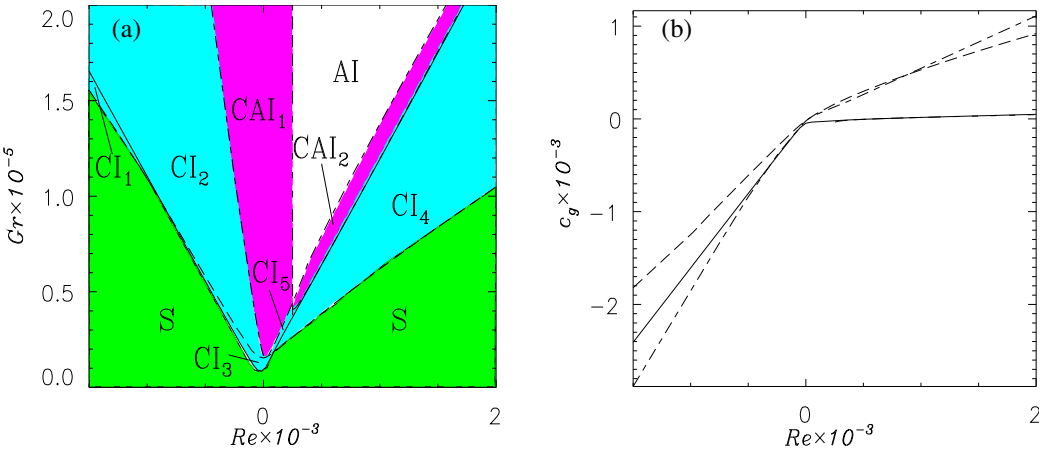 (a)
2.0
1.5
1.0
0.5
0.0
Gr×10⁻⁵
AI
CAI₁
CAI₂
CI₁
CI₂
CI₄
CI₅
S
S
CI₃
0
2
Re×10⁻³
(b)
1
0
−1
−2
c_g×10⁻³
0
2
Re×10⁻³